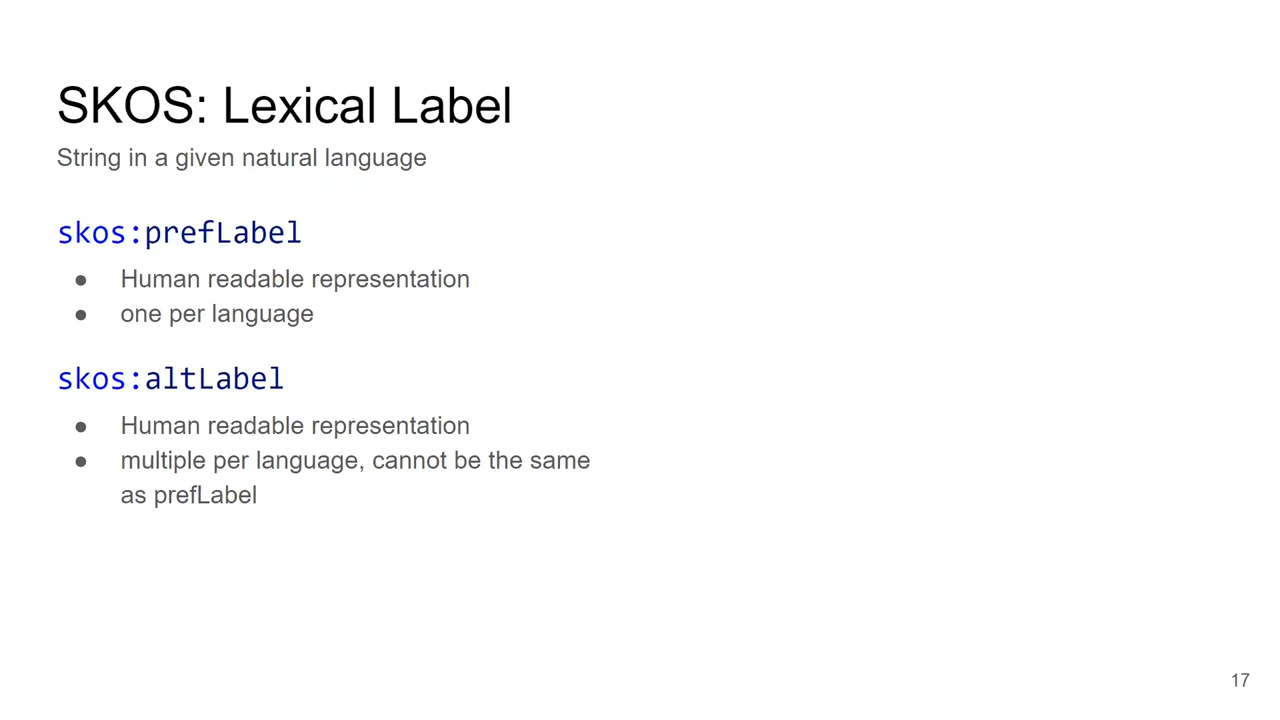 SKOS: Lexical Label
String in a given natural language
skos:prefLabel
● Human readable representation
● one per language
skos:altLabel
● Human readable representation
● multiple per language, cannot be the same
as prefLabel
17